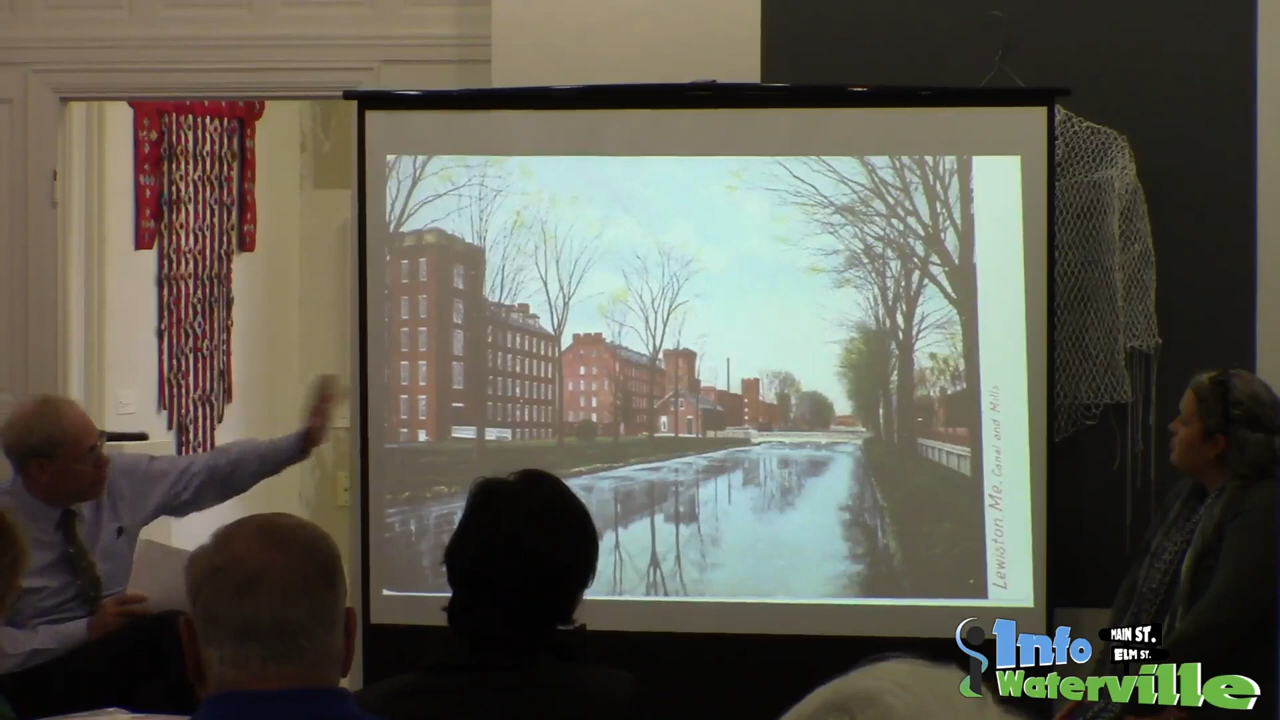 Lewiston Me. Canal and Mills
Info
MAIN ST.
ELM ST.
Waterville